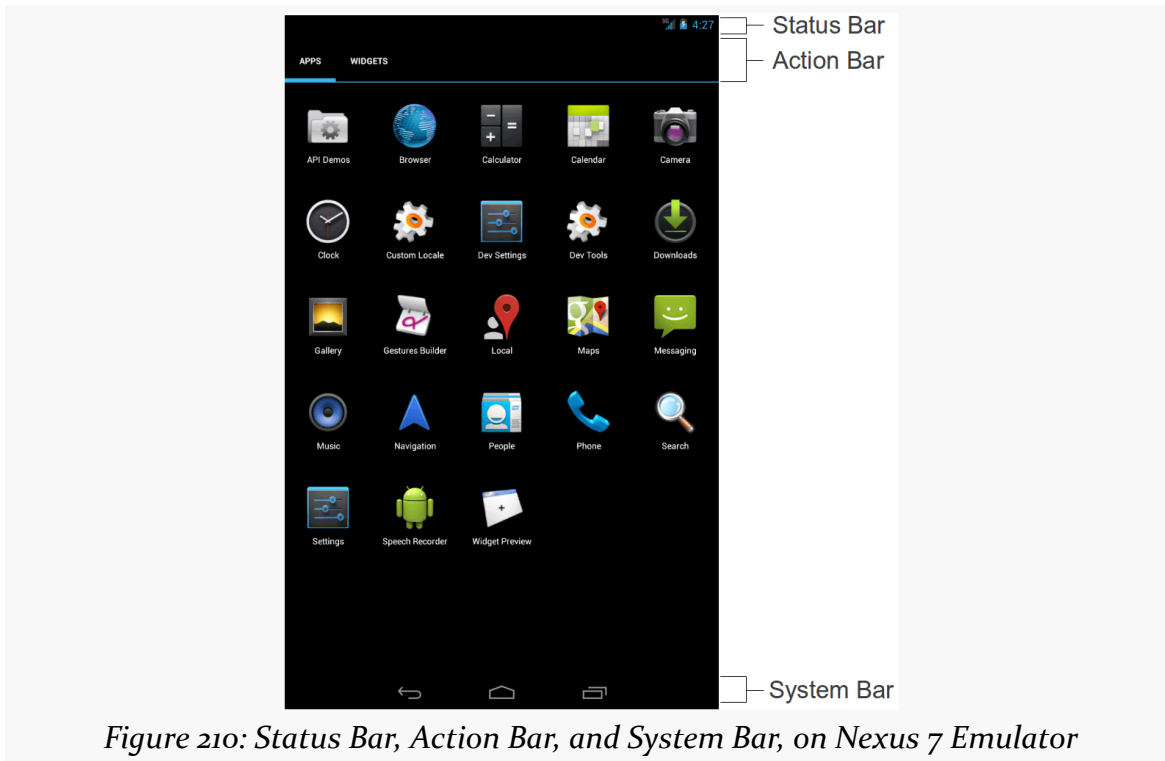 3G 4:27
Status Bar
APPS WIDGETS
Action Bar
API Demos Browser Calculator Calendar Camera
Clock Custom Locale Dev Settings Dev Tools Downloads
Gallery Gestures Builder Local Maps Messaging
Music Navigation People Phone Search
Settings Speech Recorder Widget Preview
System Bar
Figure 210: Status Bar, Action Bar, and System Bar, on Nexus 7 Emulator